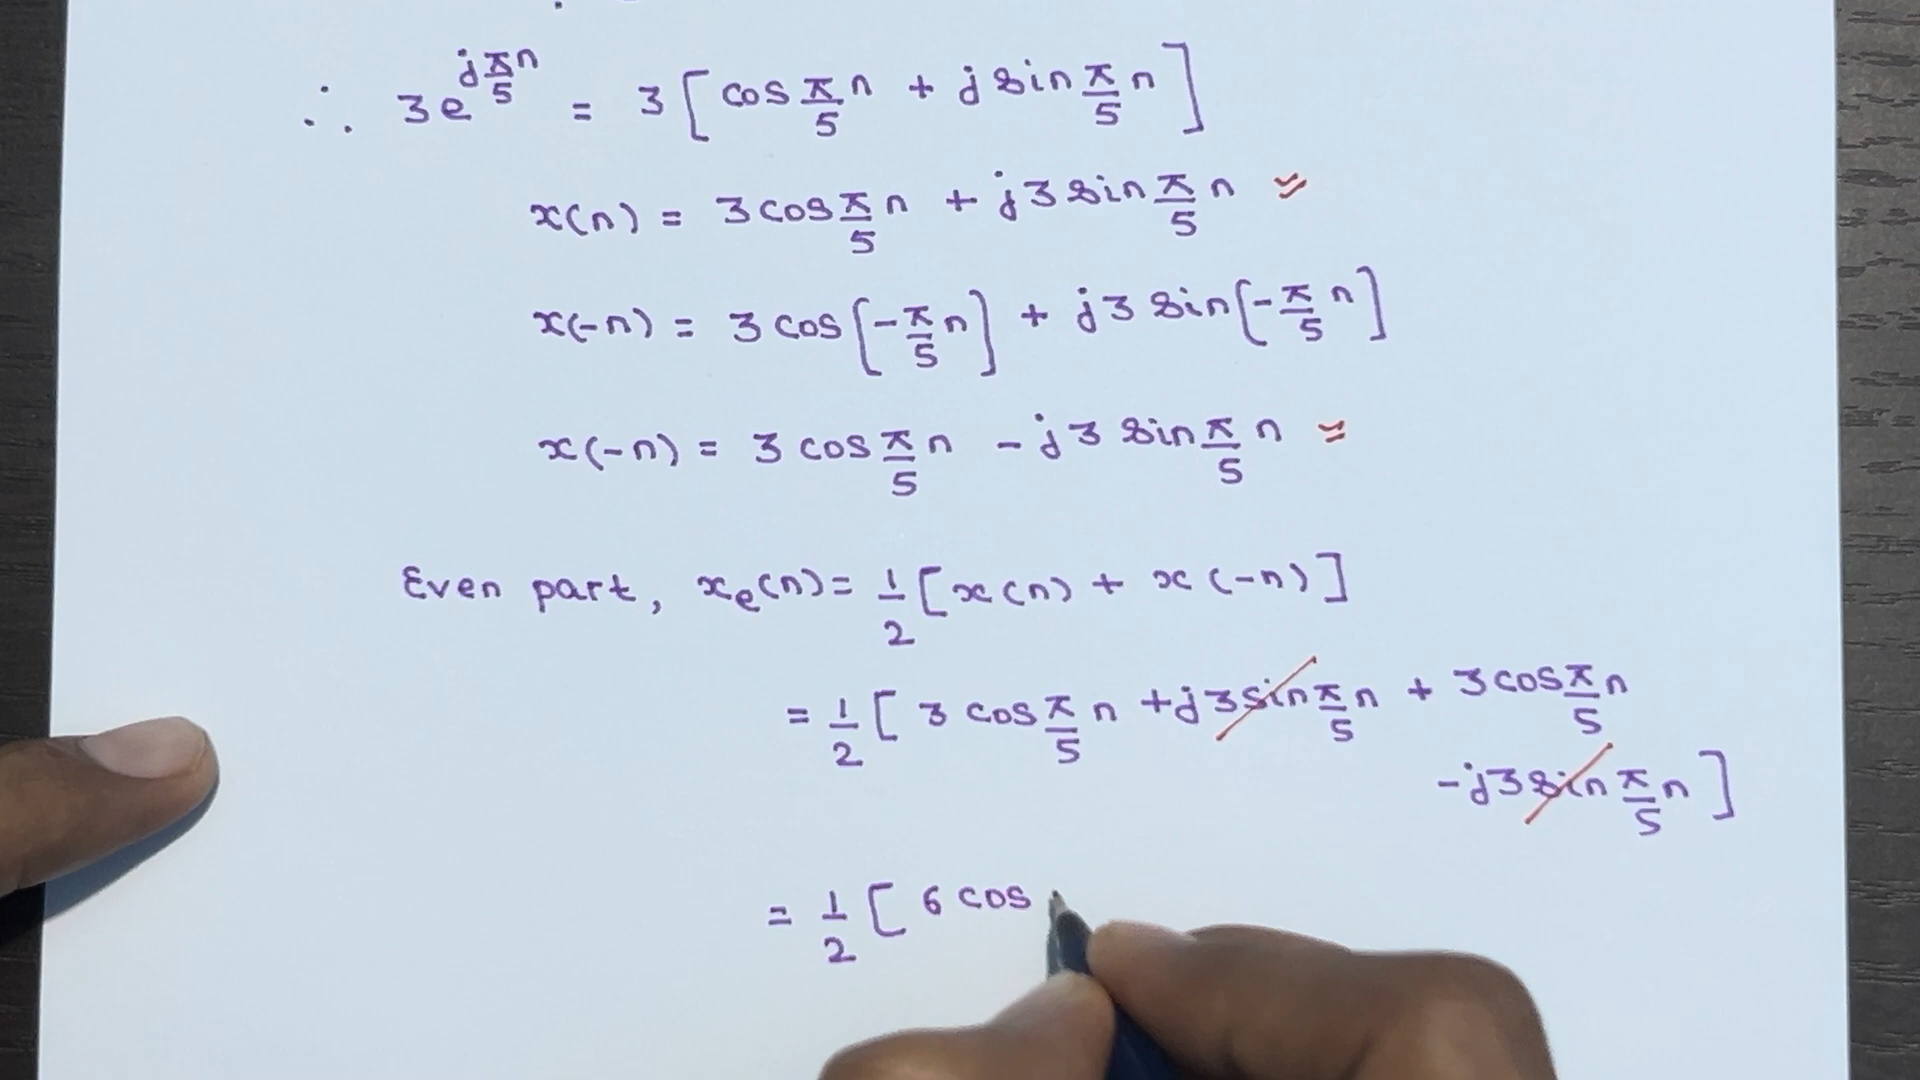 ∴ 3e^{jπ/5 n} = 3[cos π/5 n + j sin π/5 n]
x(n) = 3 cos π/5 n + j3 sin π/5 n
x(-n) = 3 cos[-π/5 n] + j3 sin[-π/5 n]
x(-n) = 3 cos π/5 n - j3 sin π/5 n
Even part, xₑ(n) = 1/2 [x(n) + x(-n)]
= 1/2 [3 cos π/5 n + j3 sin π/5 n + 3 cos π/5 n
- j3 sin π/5 n]
= 1/2 [6 cos